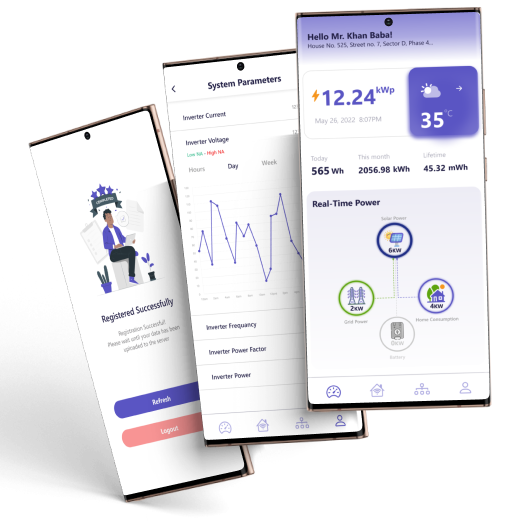 Hello Mr. Khan Baba!
House No. 525, Street no. 7, Sector D, Phase 4...
12.24 kWp
May 26, 2022 8:07PM
35°C
Today
565 Wh
This month
2056.98 kWh
Lifetime
45.32 mWh
Real-Time Power
Solar Power
6KW
2KW
Grid Power
4KW
Home Consumption
Battery
System Parameters
Inverter Current
Inverter Voltage
Low NA - High NA
Hours
Day
Week
Inverter Frequency
Inverter Power Factor
Inverter Power
COMPLETED
Registered Successfully
Registration Successful!
Please wait until your data has been
uploaded to the server
Refresh
Logout